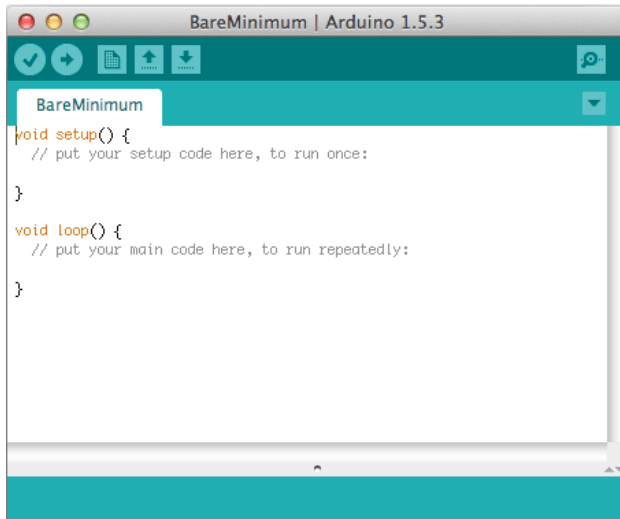 BareMinimum | Arduino 1.5.3
BareMinimum
void setup() {
  // put your setup code here, to run once:
}
void loop() {
  // put your main code here, to run repeatedly:
}